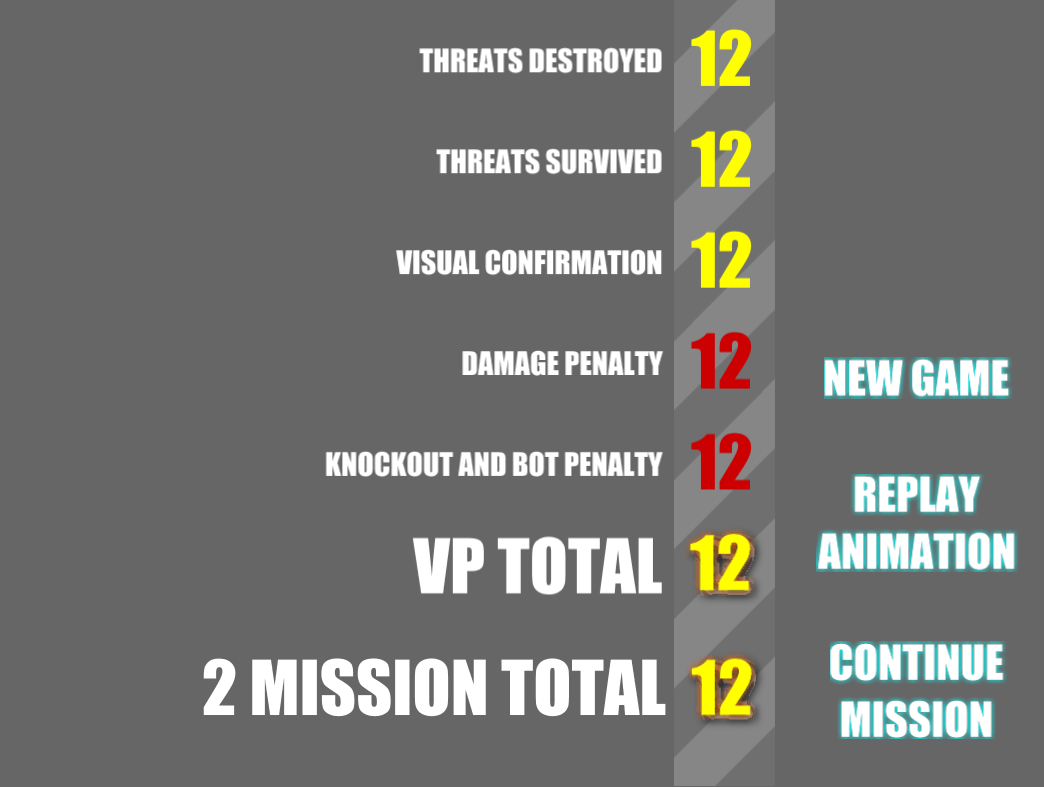 THREATS DESTROYED 12
THREATS SURVIVED 12
VISUAL CONFIRMATION 12
DAMAGE PENALTY 12
KNOCKOUT AND BOT PENALTY 12
VP TOTAL 12
2 MISSION TOTAL 12
NEW GAME
REPLAY
ANIMATION
CONTINUE
MISSION